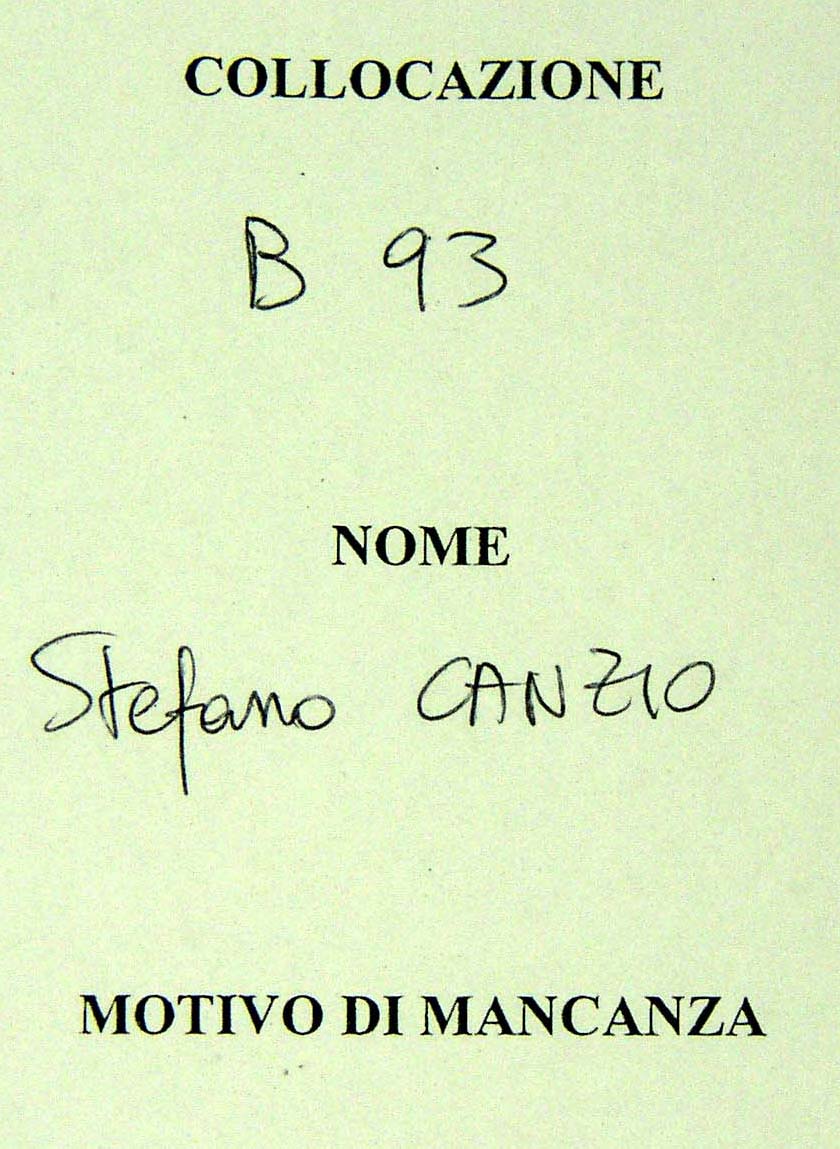 COLLOCAZIONE
B 93
NOME
Stefano CANZIO
MOTIVO DI MANCANZA